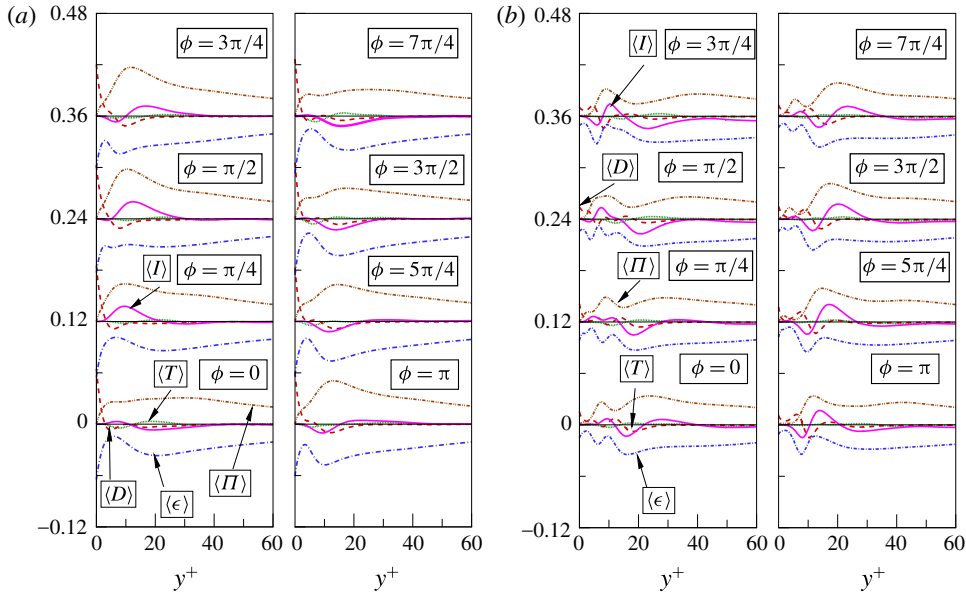 (a)
0.48
0.36
0.24
0.12
0
−0.12
ϕ = 3π/4
ϕ = π/2
⟨I⟩
ϕ = π/4
⟨T⟩
ϕ = 0
⟨D⟩
⟨ϵ⟩
⟨Π⟩
0 20 40 60
y+
ϕ = 7π/4
ϕ = 3π/2
ϕ = 5π/4
ϕ = π
0 20 40 60
y+
(b)
0.48
0.36
0.24
0.12
0
−0.12
⟨I⟩
ϕ = 3π/4
⟨D⟩
ϕ = π/2
⟨Π⟩
ϕ = π/4
⟨T⟩
ϕ = 0
⟨ϵ⟩
0 20 40 60
y+
ϕ = 7π/4
ϕ = 3π/2
ϕ = 5π/4
ϕ = π
0 20 40 60
y+